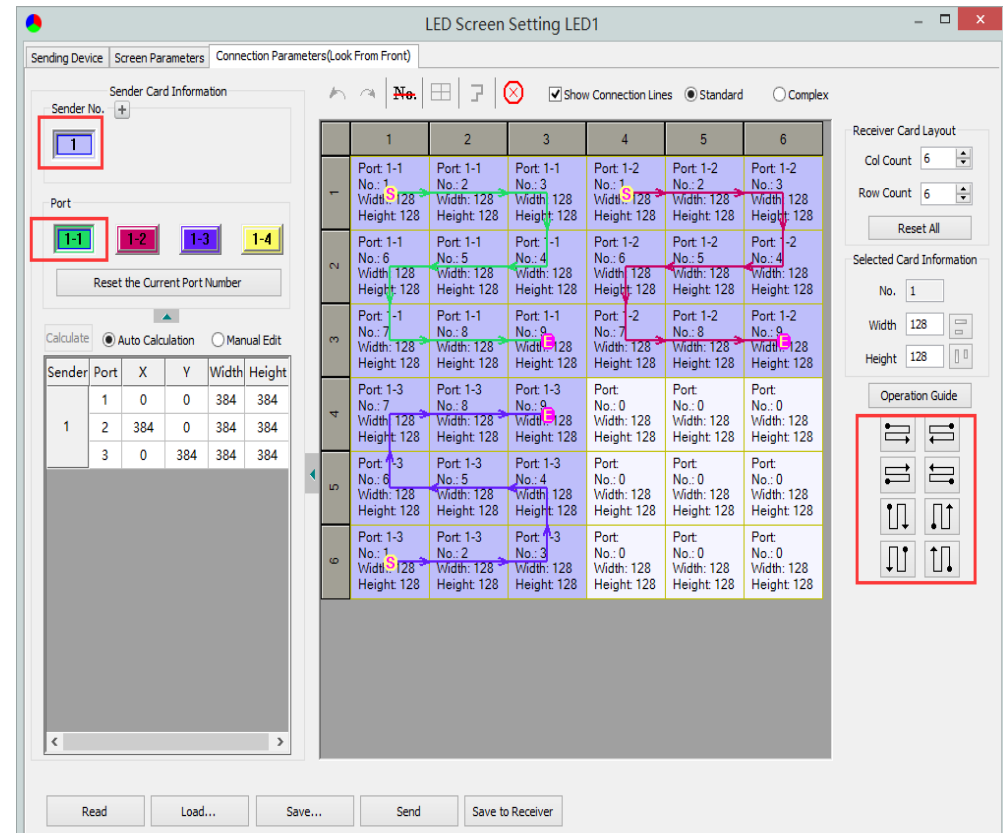 LED Screen Setting LED1
Sending Device Screen Parameters Connection Parameters(Look From Front)
Sender Card Information
Sender No. +
1
Port
1-1 1-2 1-3 1-4
Reset the Current Port Number
Calculate Auto Calculation Manual Edit
Sender Port X Y Width Height
1 0 0 384 384
1 2 384 0 384 384
3 0 384 384 384
No. Show Connection Lines Standard Complex
1 2 3 4 5 6
1
Port: 1-1 Port: 1-1 Port: 1-1 Port: 1-2 Port: 1-2 Port: 1-2
No.: 1 No.: 2 No.: 3 No.: 1 No.: 2 No.: 3
S S
Width: 128 Width: 128 Width: 128 Width: 128 Width: 128 Width: 128
Height: 128 Height: 128 Height: 128 Height: 128 Height: 128 Height: 128
2
Port: 1-1 Port: 1-1 Port: 1-1 Port: 1-2 Port: 1-2 Port: 1-2
No.: 6 No.: 5 No.: 4 No.: 6 No.: 5 No.: 4
Width: 128 Width: 128 Width: 128 Width: 128 Width: 128 Width: 128
Height: 128 Height: 128 Height: 128 Height: 128 Height: 128 Height: 128
3
Port: 1-1 Port: 1-1 Port: 1-1 Port: 1-2 Port: 1-2 Port: 1-2
No.: 7 No.: 8 No.: 9 No.: 7 No.: 8 No.: 9
E E
Width: 128 Width: 128 Width: 128 Width: 128 Width: 128 Width: 128
Height: 128 Height: 128 Height: 128 Height: 128 Height: 128 Height: 128
4
Port: 1-3 Port: 1-3 Port: 1-3 Port: Port: Port:
No.: 7 No.: 8 No.: 9 No.: 0 No.: 0 No.: 0
E
Width: 128 Width: 128 Width: 128 Width: 128 Width: 128 Width: 128
Height: 128 Height: 128 Height: 128 Height: 128 Height: 128 Height: 128
5
Port: 1-3 Port: 1-3 Port: 1-3 Port: Port: Port:
No.: 6 No.: 5 No.: 4 No.: 0 No.: 0 No.: 0
Width: 128 Width: 128 Width: 128 Width: 128 Width: 128 Width: 128
Height: 128 Height: 128 Height: 128 Height: 128 Height: 128 Height: 128
6
Port: 1-3 Port: 1-3 Port: 1-3 Port: Port: Port:
No.: 1 No.: 2 No.: 3 No.: 0 No.: 0 No.: 0
S
Width: 128 Width: 128 Width: 128 Width: 128 Width: 128 Width: 128
Height: 128 Height: 128 Height: 128 Height: 128 Height: 128 Height: 128
Receiver Card Layout
Col Count 6
Row Count 6
Reset All
Selected Card Information
No. 1
Width 128
Height 128
Operation Guide
Read Load... Save... Send Save to Receiver